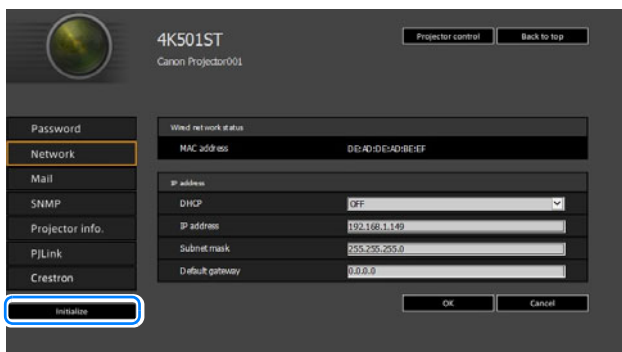 4K501ST
Projector control
Back to top
Canon Projector001
Password
Network
Mail
SNMP
Projector info.
PJLink
Crestron
Initialize
Wired network status
MAC address
DE:AD:DE:AD:BE:EF
IP address
DHCP
OFF
IP address
192.168.1.149
Subnet mask
255.255.255.0
Default gateway
0.0.0.0
OK
Cancel